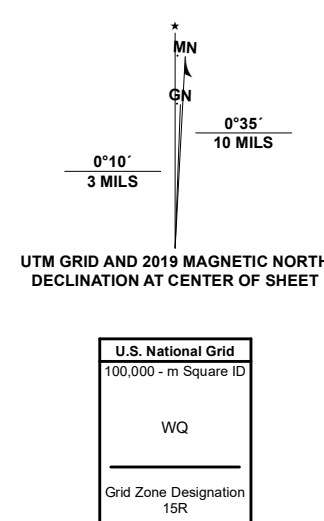 ★
MN
GN
0°35´
10 MILS
0°10´
3 MILS
UTM GRID AND 2019 MAGNETIC NORTH
DECLINATION AT CENTER OF SHEET
U.S. National Grid
100,000 - m Square ID
WQ
Grid Zone Designation
15R